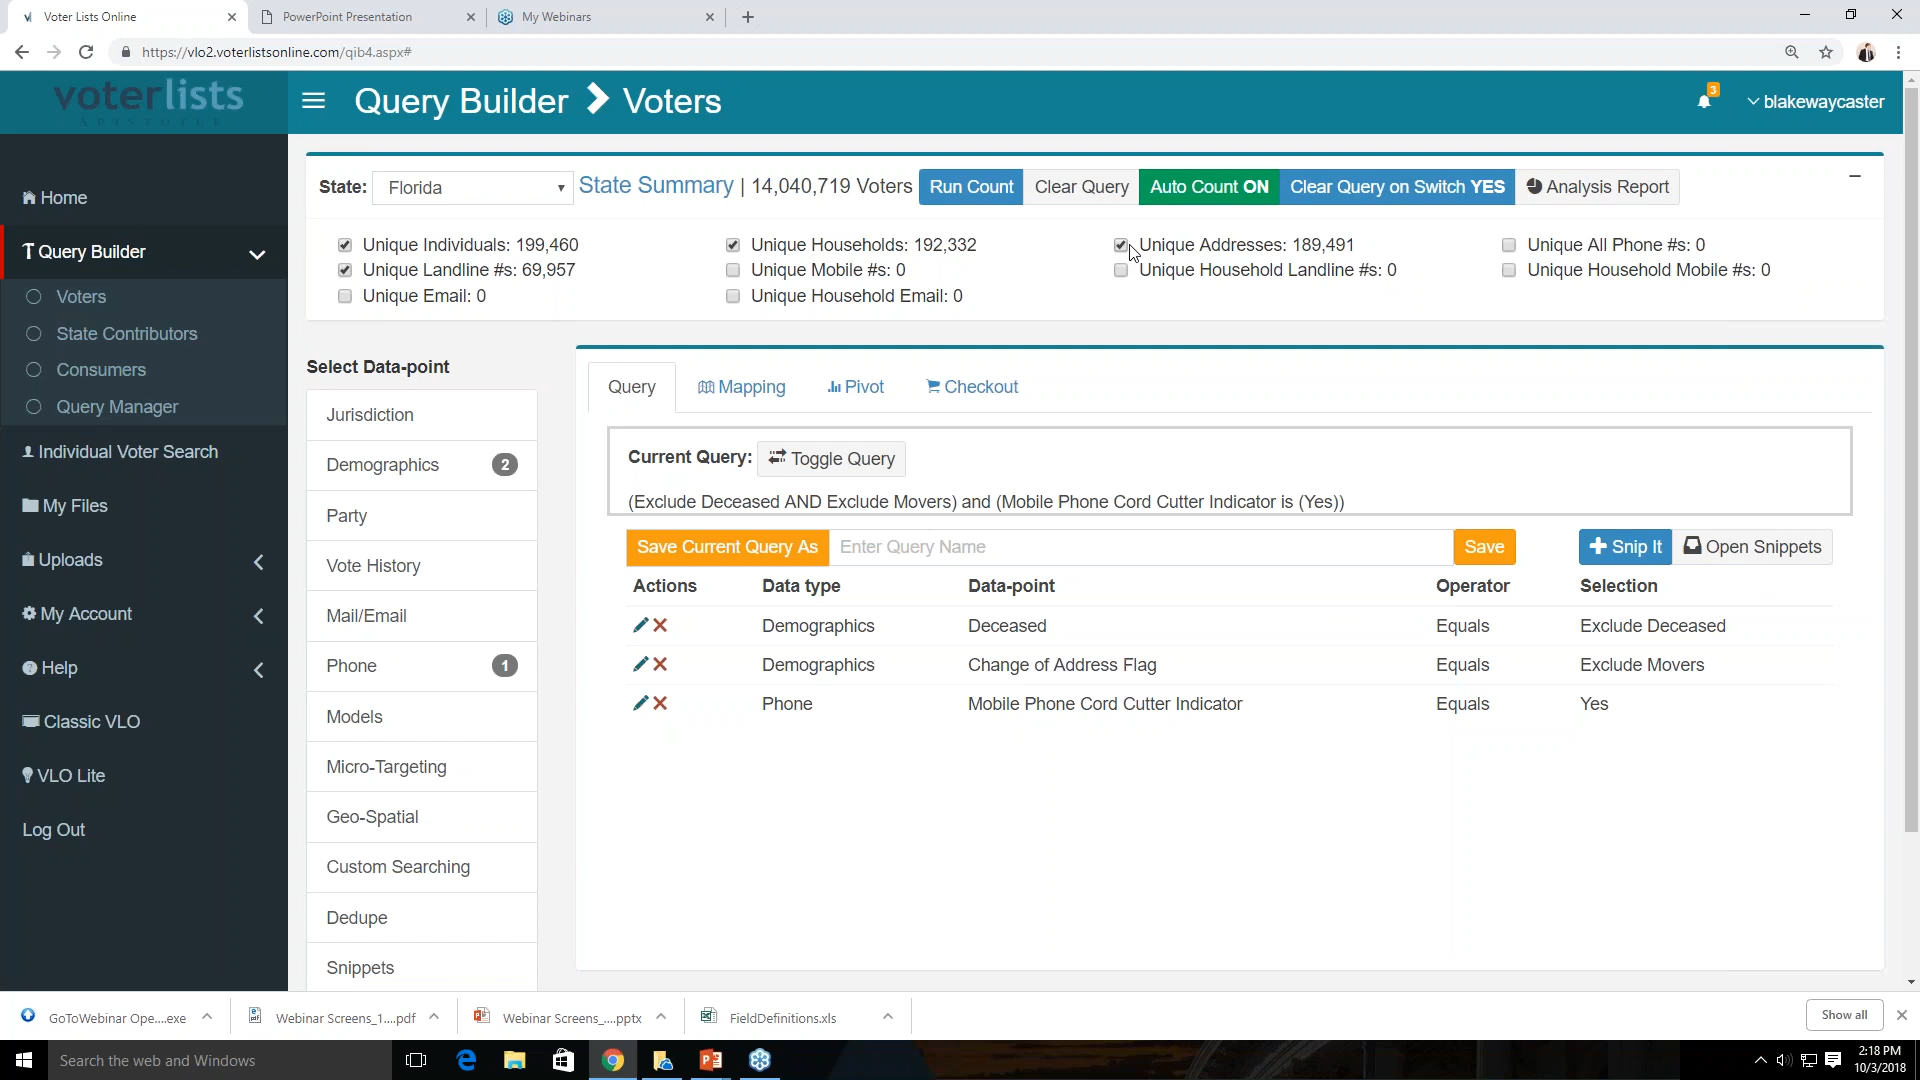 Voter Lists Online
PowerPoint Presentation
My Webinars
https://vlo2.voterlistsonline.com/qib4.aspx#
voterlists
ARISTOTLE
Query Builder > Voters
3
blakewaycaster
Home
Query Builder
Voters
State Contributors
Consumers
Query Manager
Individual Voter Search
My Files
Uploads
My Account
Help
Classic VLO
VLO Lite
Log Out
State: Florida State Summary | 14,040,719 Voters Run Count Clear Query Auto Count ON Clear Query on Switch YES Analysis Report
Unique Individuals: 199,460 Unique Households: 192,332 Unique Addresses: 189,491 Unique All Phone #s: 0
Unique Landline #s: 69,957 Unique Mobile #s: 0 Unique Household Landline #s: 0 Unique Household Mobile #s: 0
Unique Email: 0 Unique Household Email: 0
Select Data-point
Jurisdiction
Demographics 2
Party
Vote History
Mail/Email
Phone 1
Models
Micro-Targeting
Geo-Spatial
Custom Searching
Dedupe
Snippets
Query Mapping Pivot Checkout
Current Query: Toggle Query
(Exclude Deceased AND Exclude Movers) and (Mobile Phone Cord Cutter Indicator is (Yes))
Save Current Query As Enter Query Name Save Snip It Open Snippets
Actions Data type Data-point Operator Selection
Demographics Deceased Equals Exclude Deceased
Demographics Change of Address Flag Equals Exclude Movers
Phone Mobile Phone Cord Cutter Indicator Equals Yes
GoToWebinar Ope....exe
Webinar Screens_1....pdf
Webinar Screens_....pptx
FieldDefinitions.xls
Show all
Search the web and Windows
2:18 PM
10/3/2018